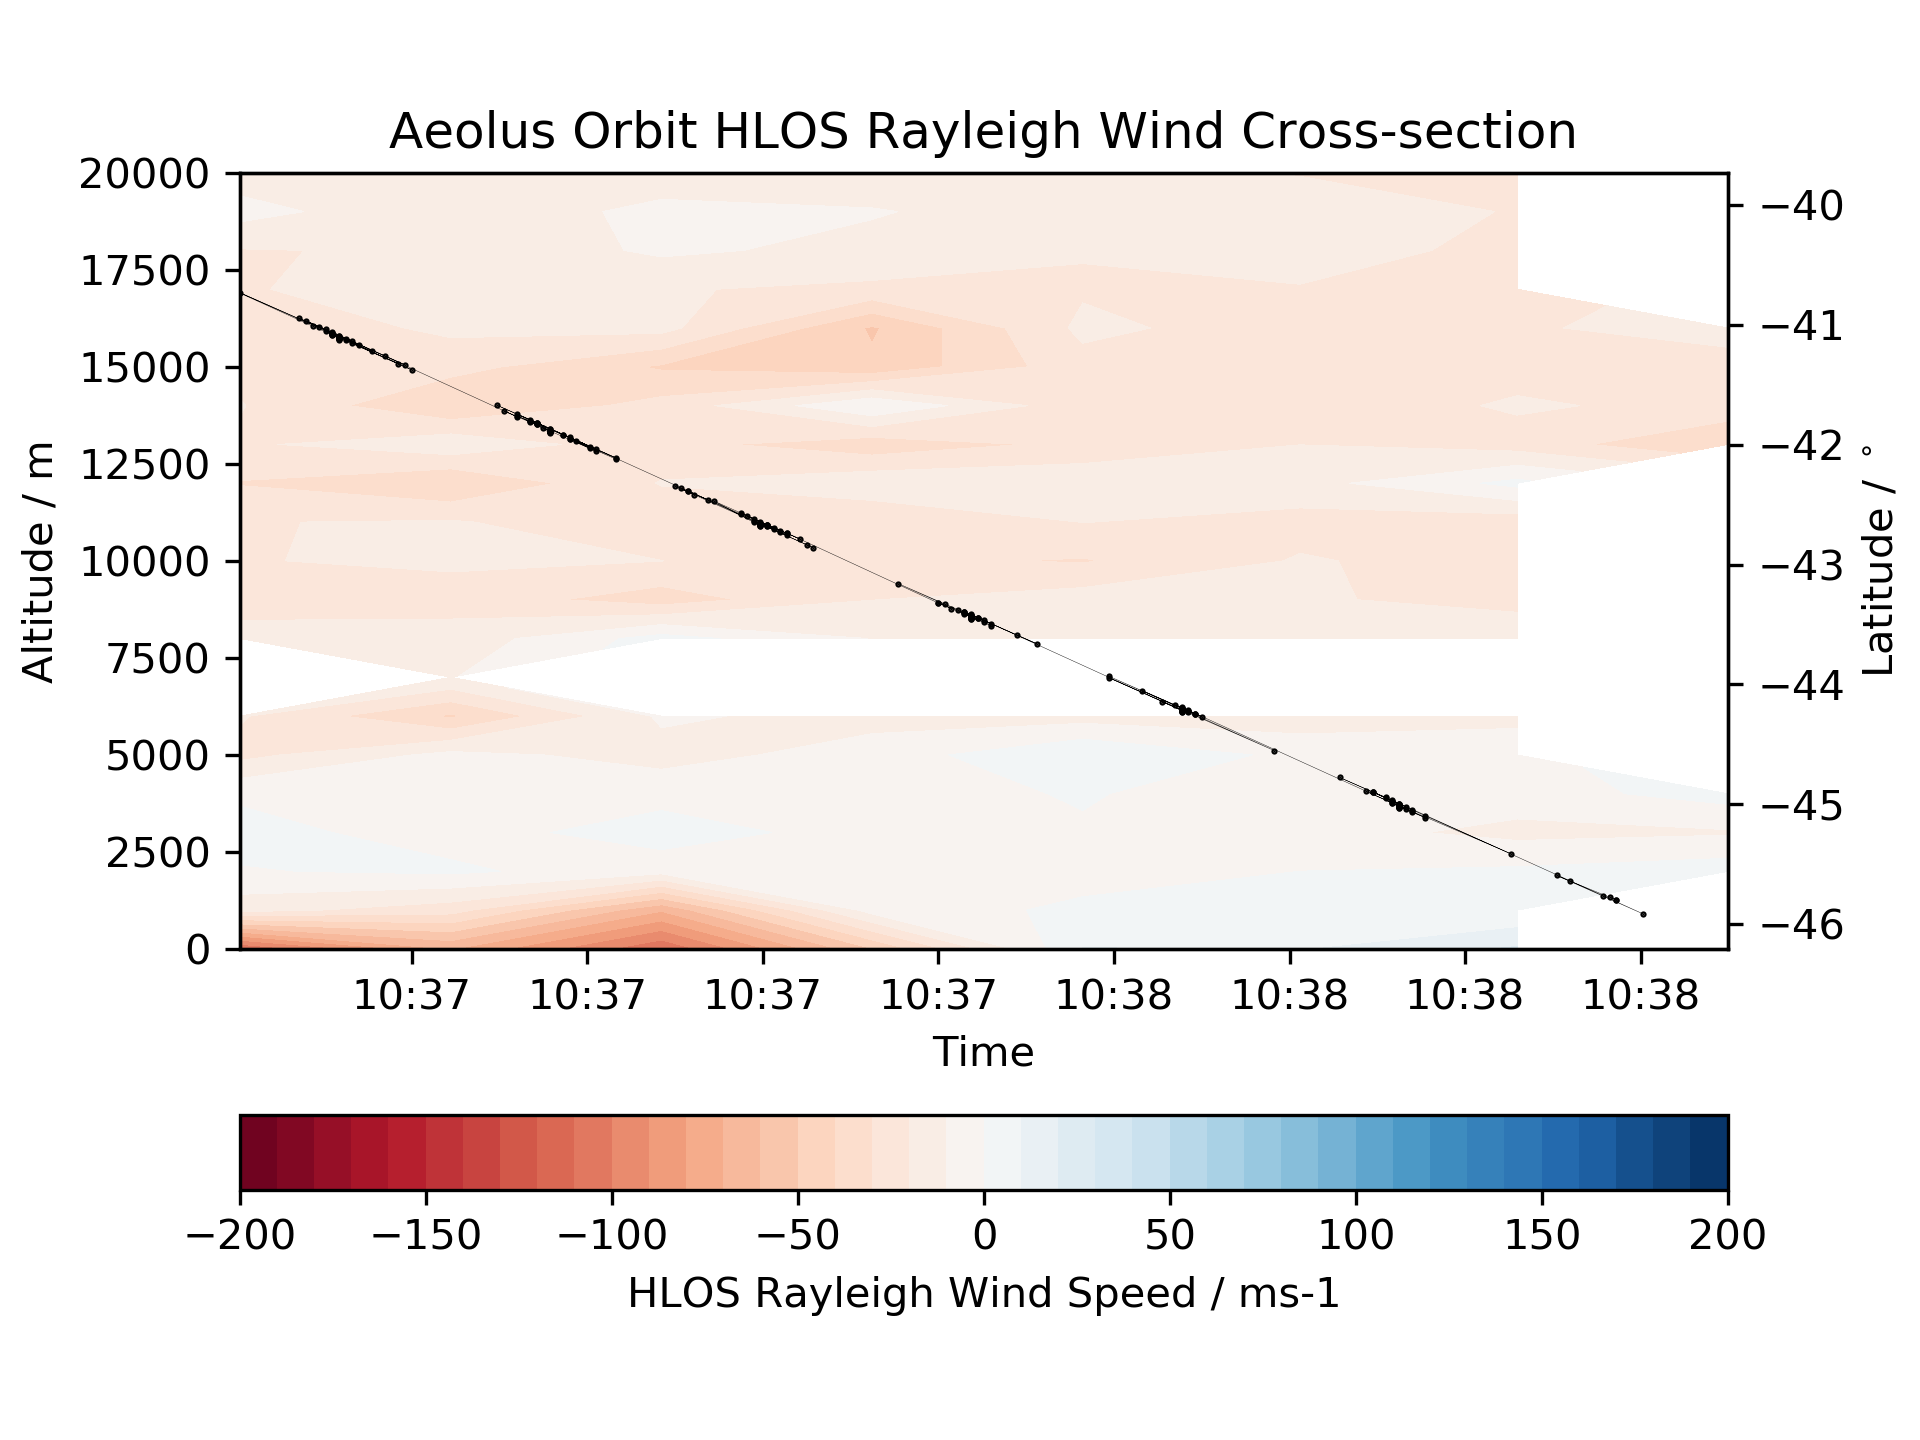 Aeolus Orbit HLOS Rayleigh Wind Cross-section
20000
17500
15000
12500
10000
7500
5000
2500
0
Altitude / m
−40
−41
−42
−43
−44
−45
−46
Latitude / °
10:37 10:37 10:37 10:37 10:38 10:38 10:38 10:38
Time
−200 −150 −100 −50 0 50 100 150 200
HLOS Rayleigh Wind Speed / ms-1